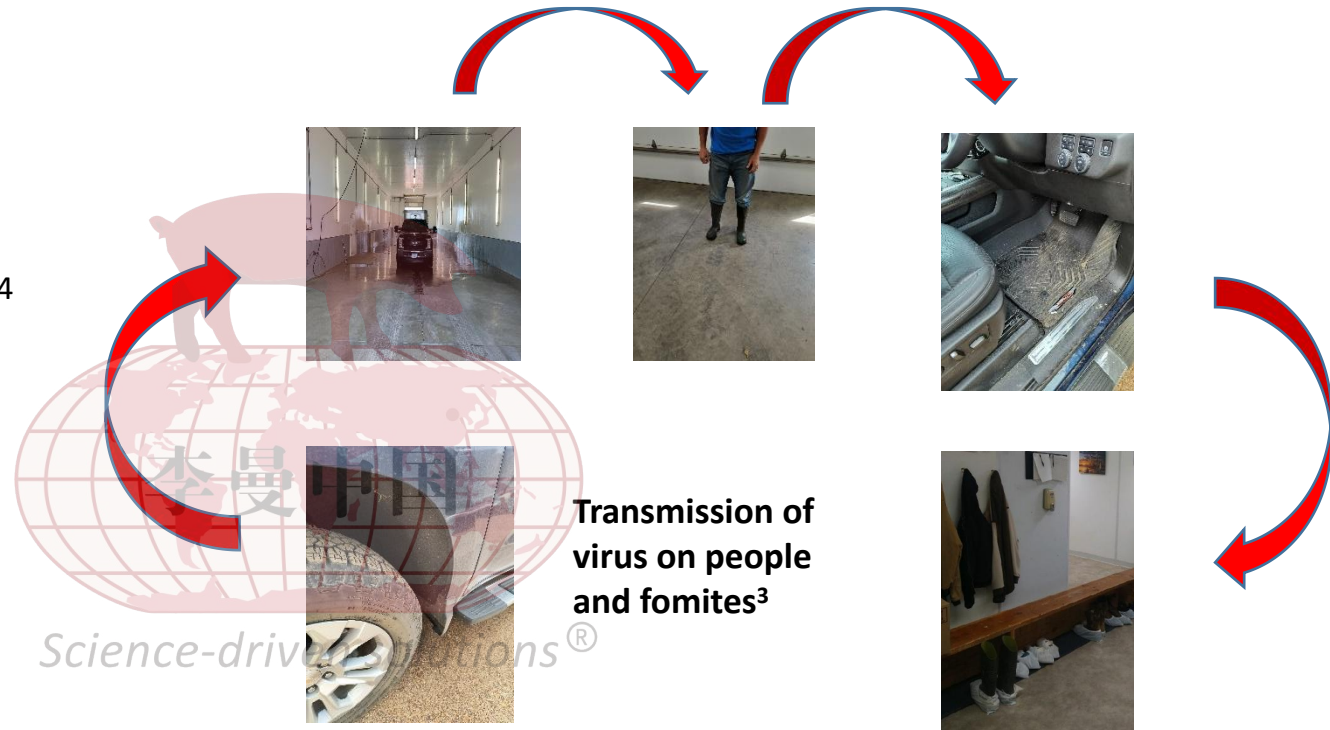 4
李曼中国
Transmission of
virus on people
and fomites³
Science-driven solutions®